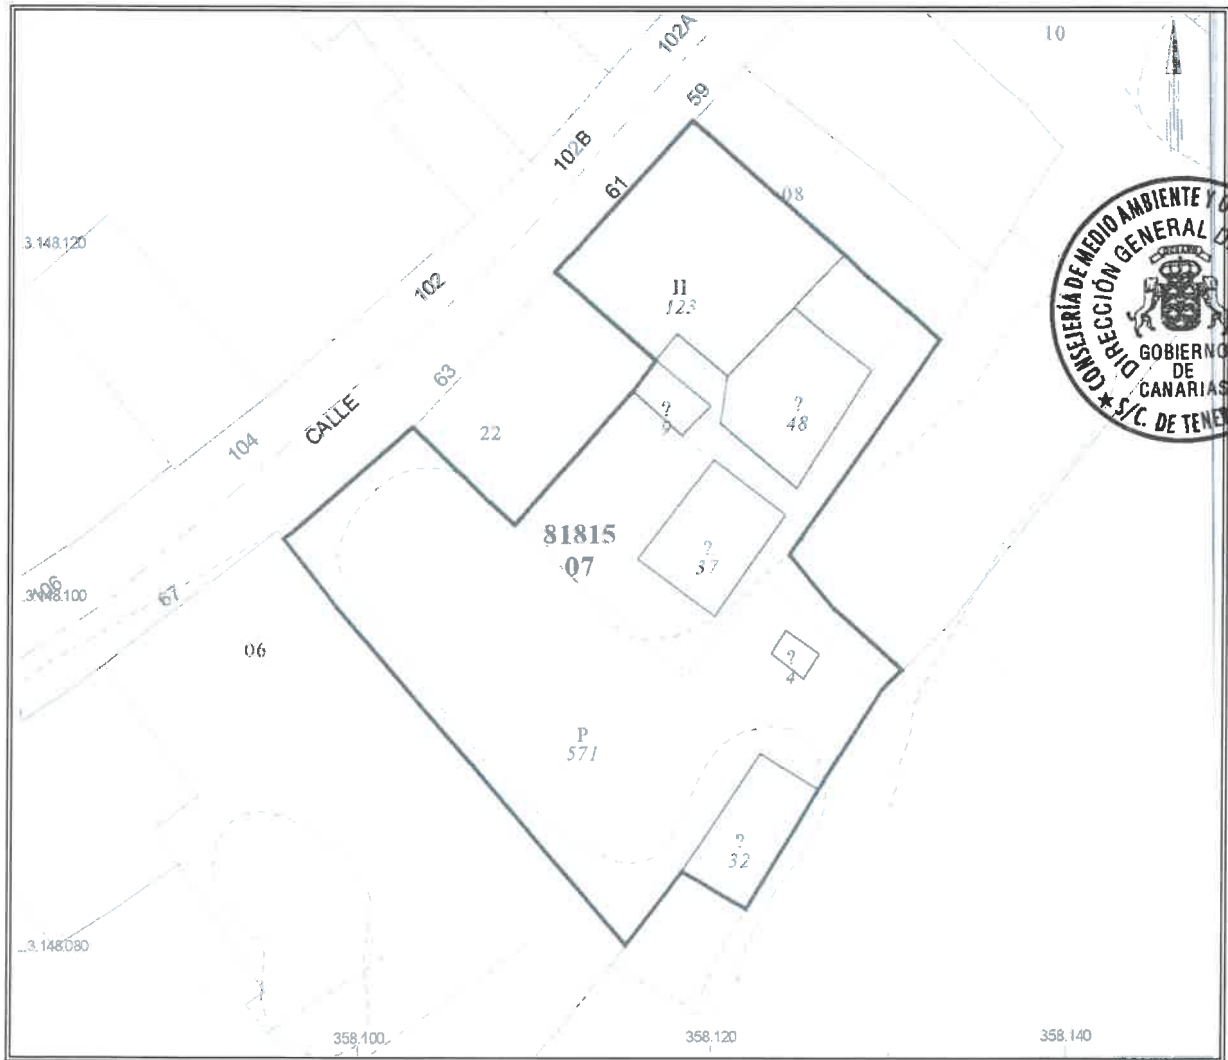 102A
10
59
102B
61
08
CONSEJERÍA DE MEDIO AMBIENTE Y
DIRECCIÓN GENERAL
GOBIERNO
DE
CANARIAS
★ S/C. DE TENE
3.148.120
102
II
123
63
?
9
?
48
CALLE
104
22
81815
07
?
37
106
3.148.100
67
06
?
4
P
571
?
32
3.148.080
358.100
358.120
358.140